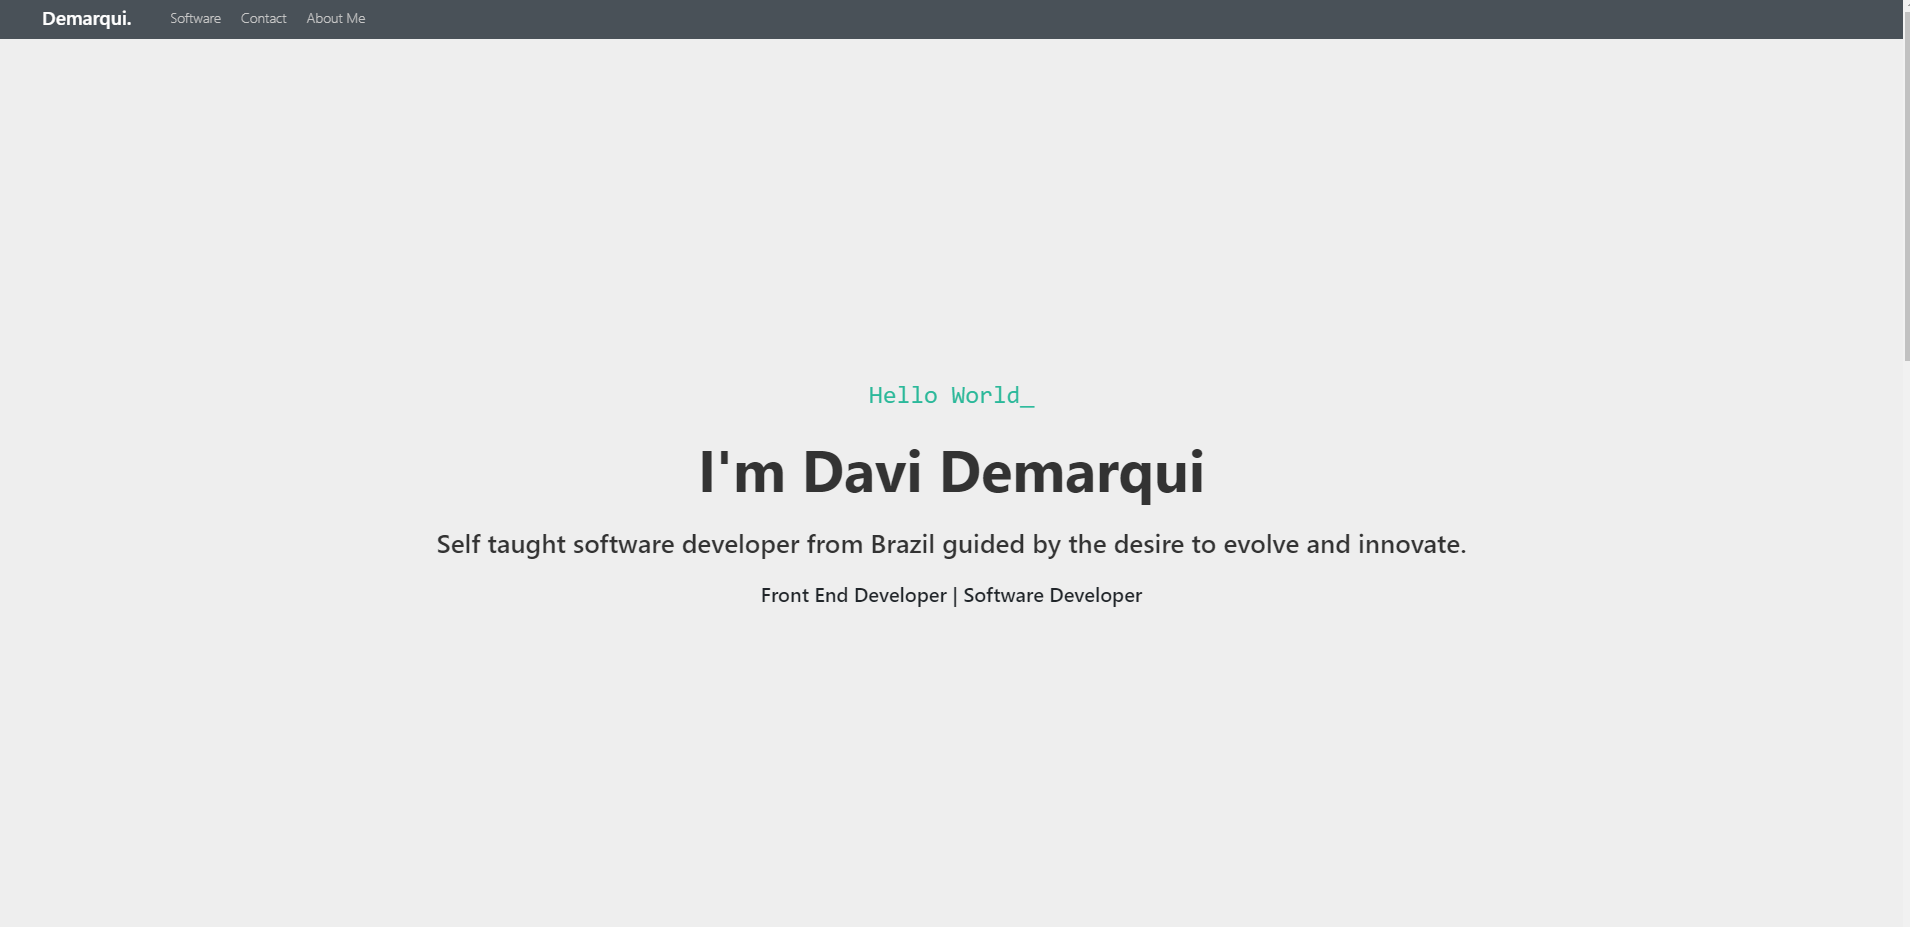 Demarqui. Software Contact About Me
Hello World_
I'm Davi Demarqui
Self taught software developer from Brazil guided by the desire to evolve and innovate.
Front End Developer | Software Developer